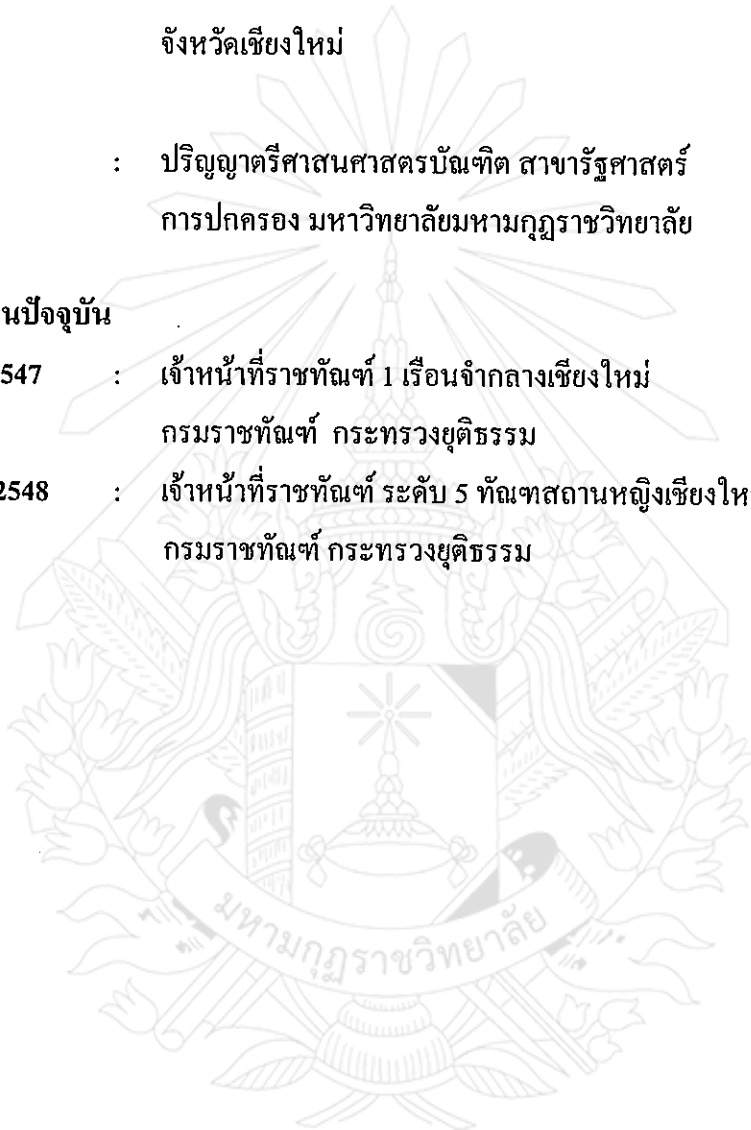 จังหวัดเชียงใหม่
: ปริญญาตรีศาสนศาสตรบัณฑิต สาขารัฐศาสตร์
การปกครอง มหาวิทยาลัยมหามกุฏราชวิทยาลัย
นปัจจุบัน
547 : เจ้าหน้าที่ราชทัณฑ์ 1 เรือนจำกลางเชียงใหม่
กรมราชทัณฑ์ กระทรวงยุติธรรม
2548 : เจ้าหน้าที่ราชทัณฑ์ ระดับ 5 ทัณฑสถานหญิงเชียงให
กรมราชทัณฑ์ กระทรวงยุติธรรม
มหามกุฏราชวิทยาลัย